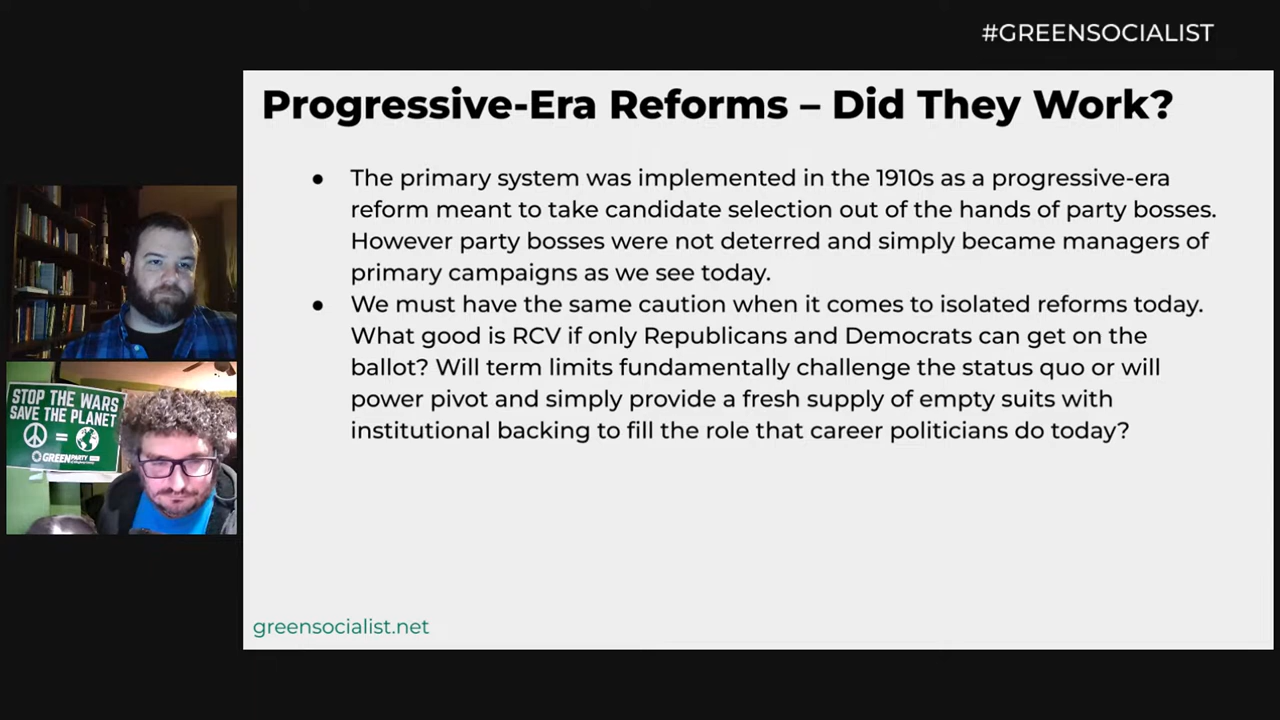 #GREENSOCIALIST
Progressive-Era Reforms – Did They Work?
● The primary system was implemented in the 1910s as a progressive-era
reform meant to take candidate selection out of the hands of party bosses.
However party bosses were not deterred and simply became managers of
primary campaigns as we see today.
● We must have the same caution when it comes to isolated reforms today.
What good is RCV if only Republicans and Democrats can get on the
ballot? Will term limits fundamentally challenge the status quo or will
power pivot and simply provide a fresh supply of empty suits with
institutional backing to fill the role that career politicians do today?
STOP THE WARS
SAVE THE PLANET
=
GREEN PARTY
greensocialist.net